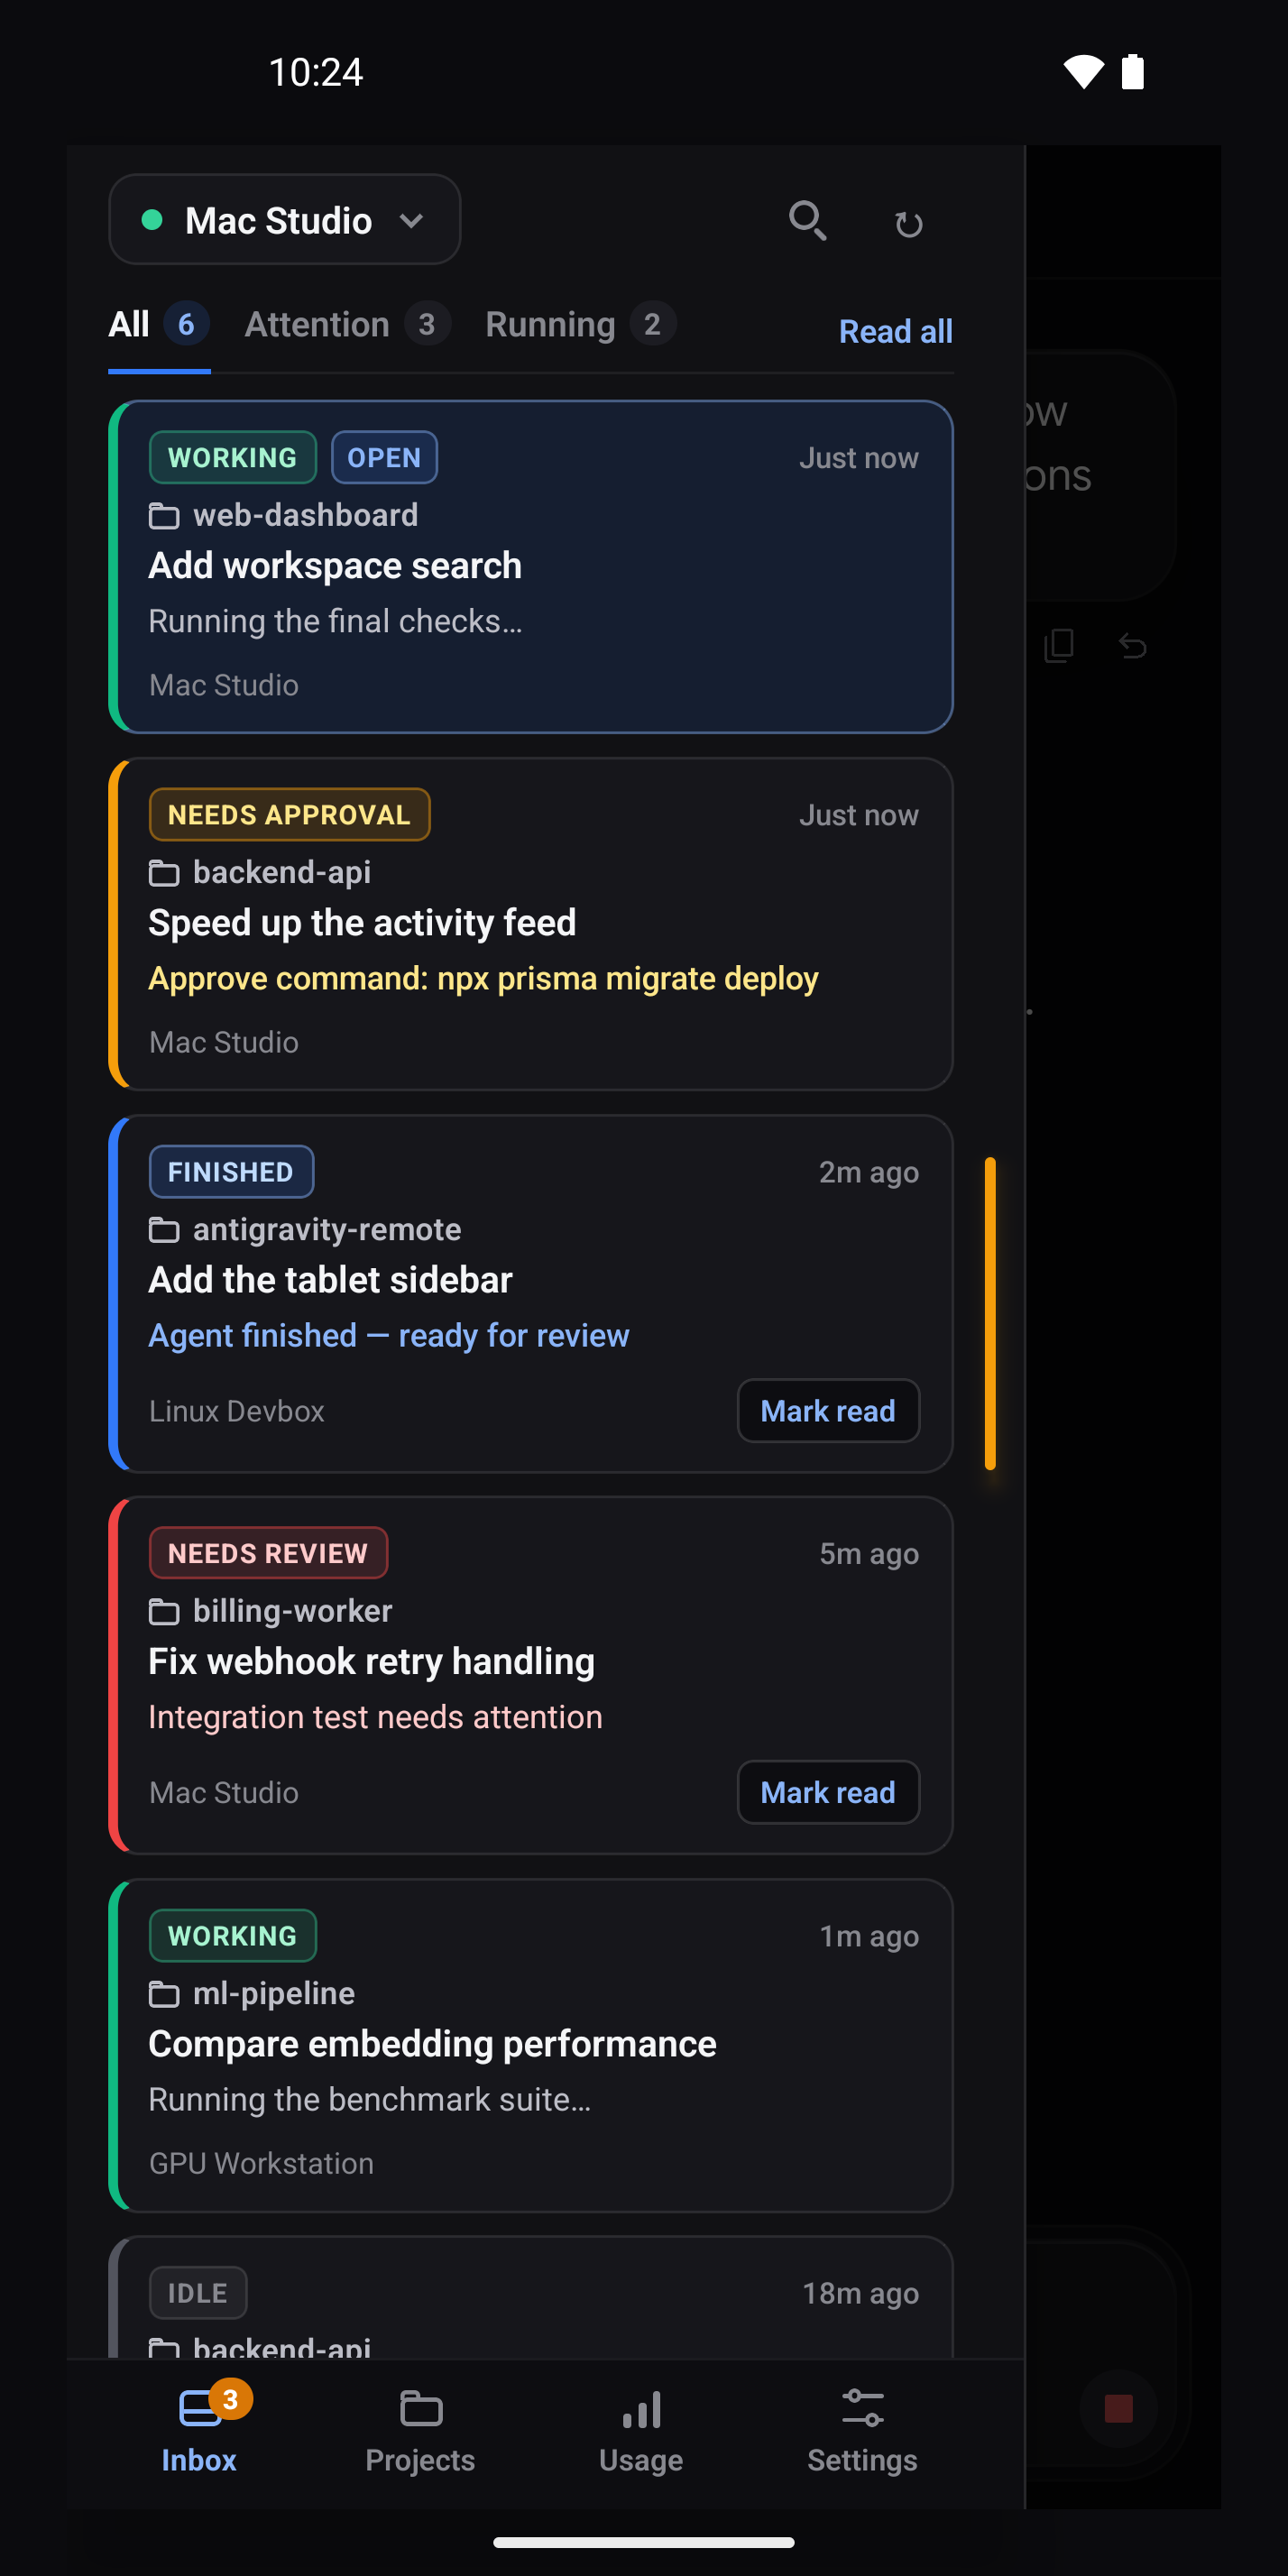 10:24
Mac Studio
All 6 Attention 3 Running 2 Read all
WORKING OPEN Just now
web-dashboard
Add workspace search
Running the final checks...
Mac Studio
NEEDS APPROVAL Just now
backend-api
Speed up the activity feed
Approve command: npx prisma migrate deploy
Mac Studio
FINISHED 2m ago
antigravity-remote
Add the tablet sidebar
Agent finished — ready for review
Linux Devbox Mark read
NEEDS REVIEW 5m ago
billing-worker
Fix webhook retry handling
Integration test needs attention
Mac Studio Mark read
WORKING 1m ago
ml-pipeline
Compare embedding performance
Running the benchmark suite...
GPU Workstation
IDLE 18m ago
backend-api
3
Inbox Projects Usage Settings